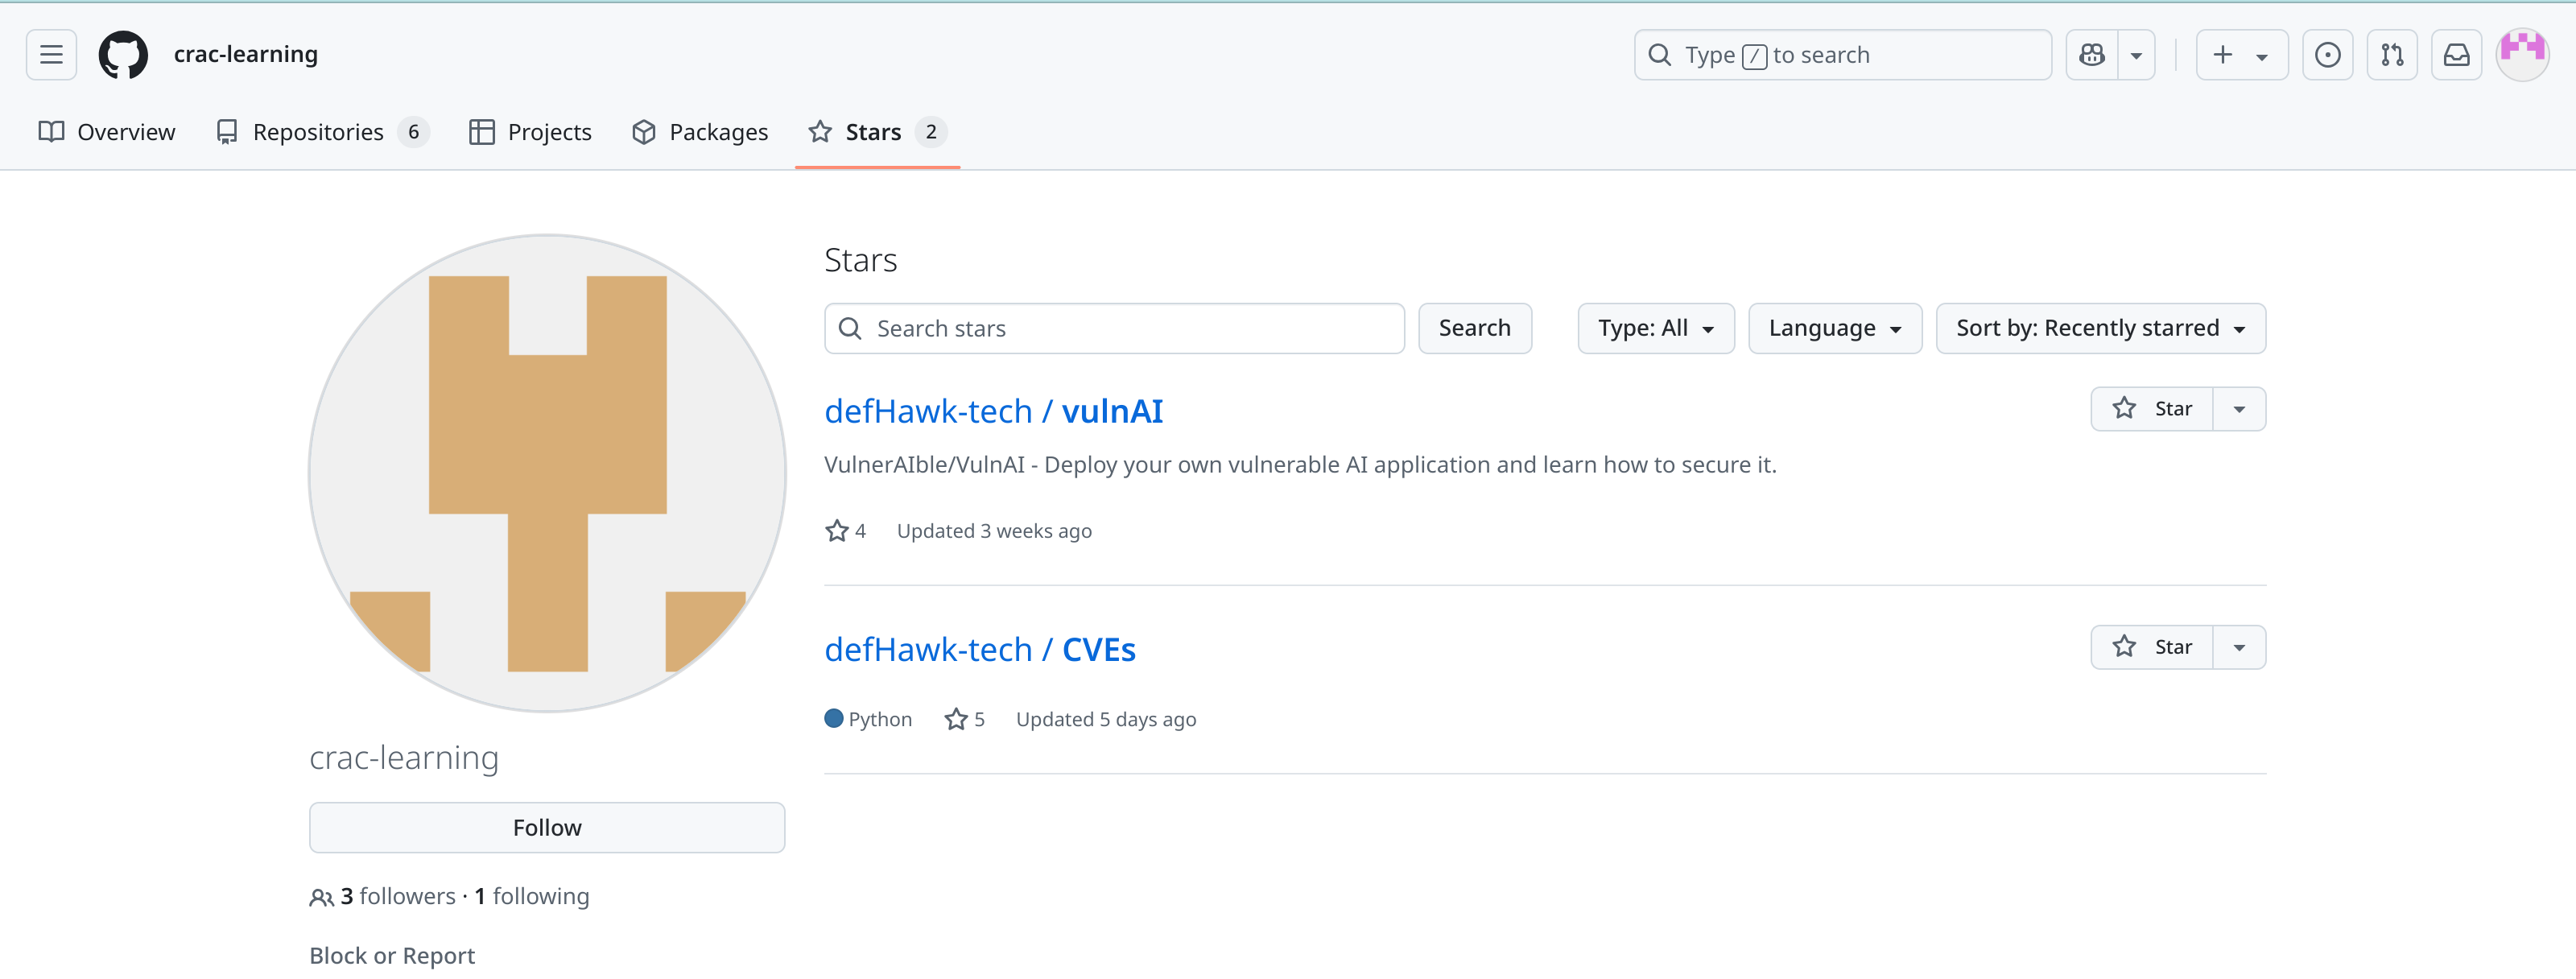 crac-learning
Type / to search
Overview Repositories 6 Projects Packages Stars 2
Stars
Search stars Search Type: All Language Sort by: Recently starred
defHawk-tech / vulnAI Star
VulnerAIble/VulnAI - Deploy your own vulnerable AI application and learn how to secure it.
4 Updated 3 weeks ago
defHawk-tech / CVEs Star
Python 5 Updated 5 days ago
crac-learning
Follow
3 followers · 1 following
Block or Report